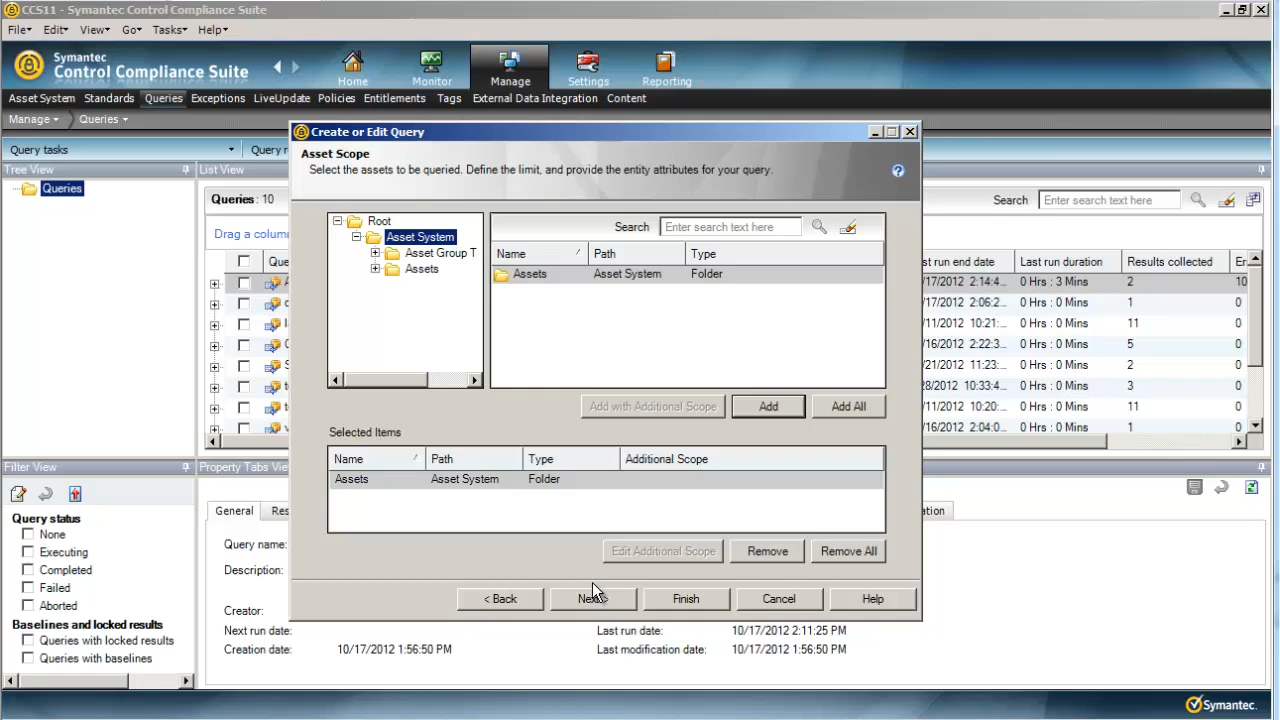 CCS11 - Symantec Control Compliance Suite
File Edit View Go Tasks Help
Symantec
Control Compliance Suite
Home Monitor Manage Settings Reporting
Asset System Standards Queries Exceptions LiveUpdate Policies Entitlements Tags External Data Integration Content
Manage Queries
Query tasks
Tree View
Queries
List View
Queries: 10
Search Enter search text here
Drag a colum
st run end date Last run duration Results collected
/17/2012 2:14:4... 0 Hrs : 3 Mins 2 10
/17/2012 2:06:2... 0 Hrs : 0 Mins 1 0
/11/2012 10:21:... 0 Hrs : 0 Mins 11 0
/16/2012 2:22:3... 0 Hrs : 0 Mins 5 0
/21/2012 11:23:... 0 Hrs : 0 Mins 2 0
/28/2012 10:33:4... 0 Hrs : 0 Mins 3 0
/11/2012 10:20:... 0 Hrs : 0 Mins 11 0
/16/2012 2:04:0... 0 Hrs : 0 Mins 1 0
Create or Edit Query
Asset Scope
Select the assets to be queried. Define the limit, and provide the entity attributes for your query.
Root
Asset System
Asset Group T
Assets
Search Enter search text here
Name Path Type
Assets Asset System Folder
Add with Additional Scope Add Add All
Selected Items
Name Path Type Additional Scope
Assets Asset System Folder
Edit Additional Scope Remove Remove All
< Back Next > Finish Cancel Help
Filter View
Query status
None
Executing
Completed
Failed
Aborted
Baselines and locked results
Queries with locked results
Queries with baselines
Property Tabs Vie
General
Query name:
Description:
Creator:
Next run date: Last run date: 10/17/2012 2:11:25 PM
Creation date: 10/17/2012 1:56:50 PM Last modification date: 10/17/2012 1:56:50 PM
Symantec.